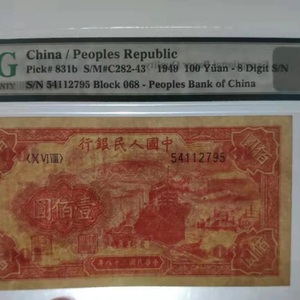 G
China / Peoples Republic
Pick# 831b S/M#C282-43 1949 100 Yuan - 8 Digit S/N
NTY
S/N 54112795 Block 068 - Peoples Bank of China
行銀民人國中
54112795
圓佰壹